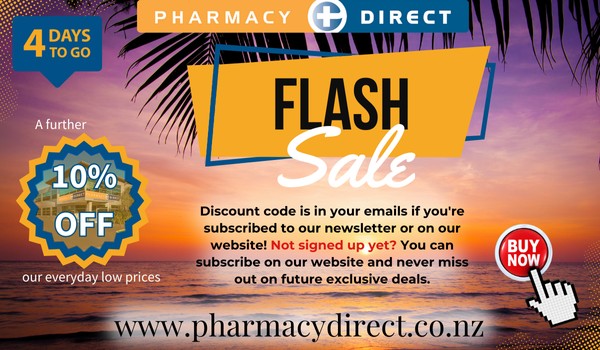 PHARMACY DIRECT
4 DAYS
TO GO
FLASH
Sale
A further
10%
OFF
our everyday low prices
Discount code is in your emails if you're
subscribed to our newsletter or on our
website! Not signed up yet? You can
subscribe on our website and never miss
out on future exclusive deals.
BUY
NOW
www.pharmacydirect.co.nz